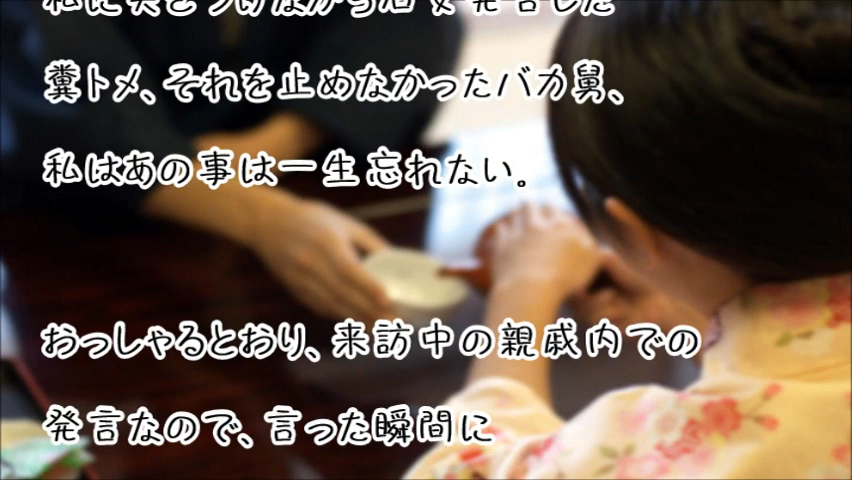 糞トメ、それを止めなかったバカ舅、
私はあの事は一生忘れない。
おっしゃるとおり、来訪中の親戚内での
発言なので、言った瞬間に